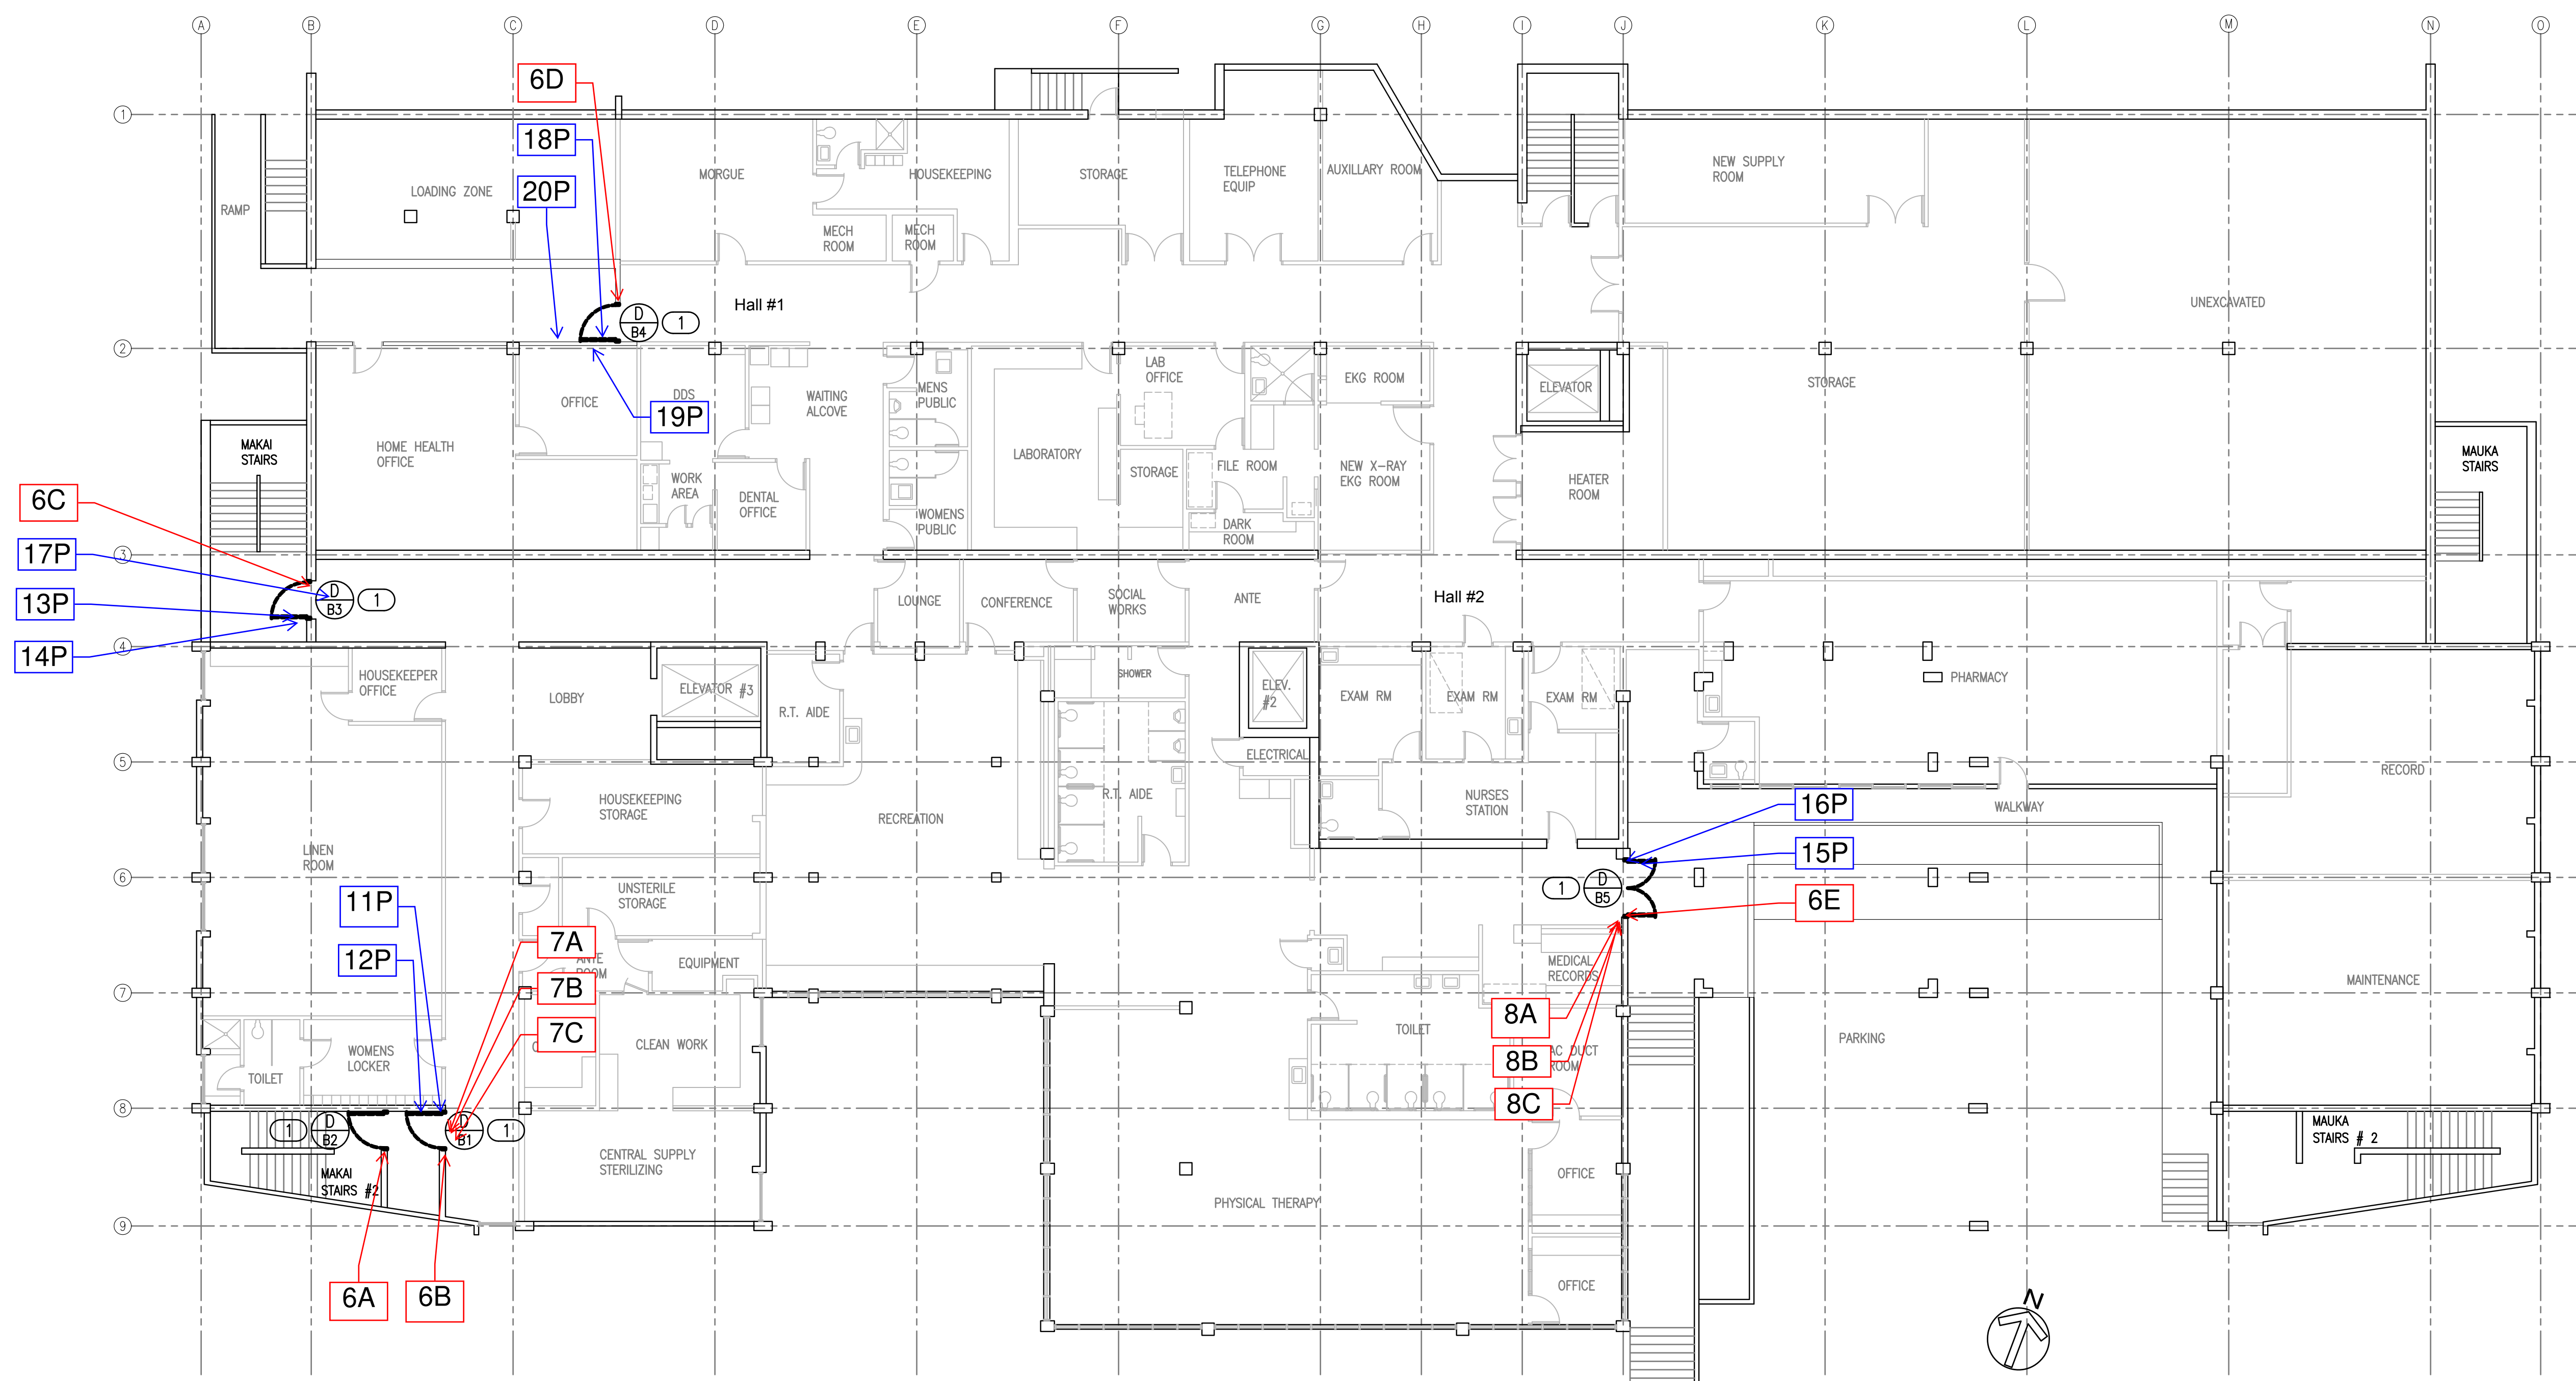 A B C D E F G H I J K L M N O
6D
1
18P
20P
RAMP
LOADING ZONE
MORGUE
HOUSEKEEPING
MECH
ROOM
MECH
ROOM
STORAGE
TELEPHONE
EQUIP
AUXILLARY ROOM
NEW SUPPLY
ROOM
UNEXCAVATED
Hall #1
D
B4
1
2
OFFICE
DDS
19P
WAITING
ALCOVE
MENS
PUBLIC
LAB
OFFICE
EKG ROOM
ELEVATOR
STORAGE
MAKAI
STAIRS
HOME HEALTH
OFFICE
WORK
AREA
DENTAL
OFFICE
WOMENS
PUBLIC
LABORATORY
STORAGE
FILE ROOM
DARK
ROOM
NEW X-RAY
EKG ROOM
HEATER
ROOM
MAUKA
STAIRS
6C
17P
3
13P
14P
D
B3
1
LOUNGE
CONFERENCE
SOCIAL
WORKS
ANTE
Hall #2
4
HOUSEKEEPER
OFFICE
LOBBY
ELEVATOR #3
R.T. AIDE
SHOWER
ELEV.
#2
EXAM RM
EXAM RM
EXAM RM
PHARMACY
5
ELECTRICAL
RECORD
HOUSEKEEPING
STORAGE
RECREATION
R.T. AIDE
NURSES
STATION
16P
WALKWAY
LINEN
ROOM
15P
6
UNSTERILE
STORAGE
D
B5
1
6E
11P
12P
7A
ANTE
ROOM
EQUIPMENT
7B
MEDICAL
RECORDS
MAINTENANCE
7
7C
CLEAN WORK
8A
TOILET
PARKING
WOMENS
LOCKER
TOILET
8B
AC DUCT
ROOM
8C
8
1
D
B2
D
B1
1
MAUKA
STAIRS # 2
MAKAI
STAIRS #2
CENTRAL SUPPLY
STERILIZING
OFFICE
PHYSICAL THERAPY
9
6A
6B
OFFICE
N